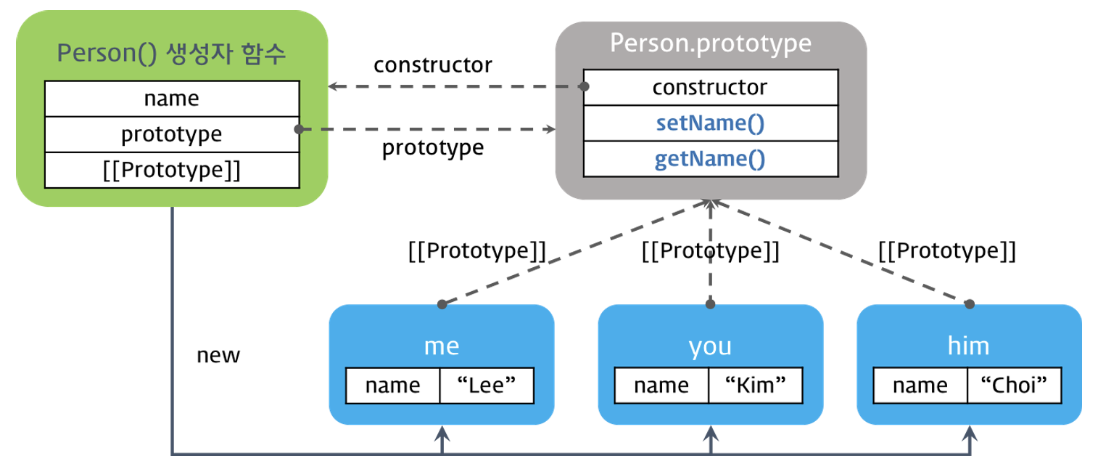 Person() 생성자 함수
name
prototype
[[Prototype]]
constructor
prototype
Person.prototype
constructor
setName()
getName()
[[Prototype]]
[[Prototype]]
[[Prototype]]
new
me
name “Lee”
you
name “Kim”
him
name “Choi”